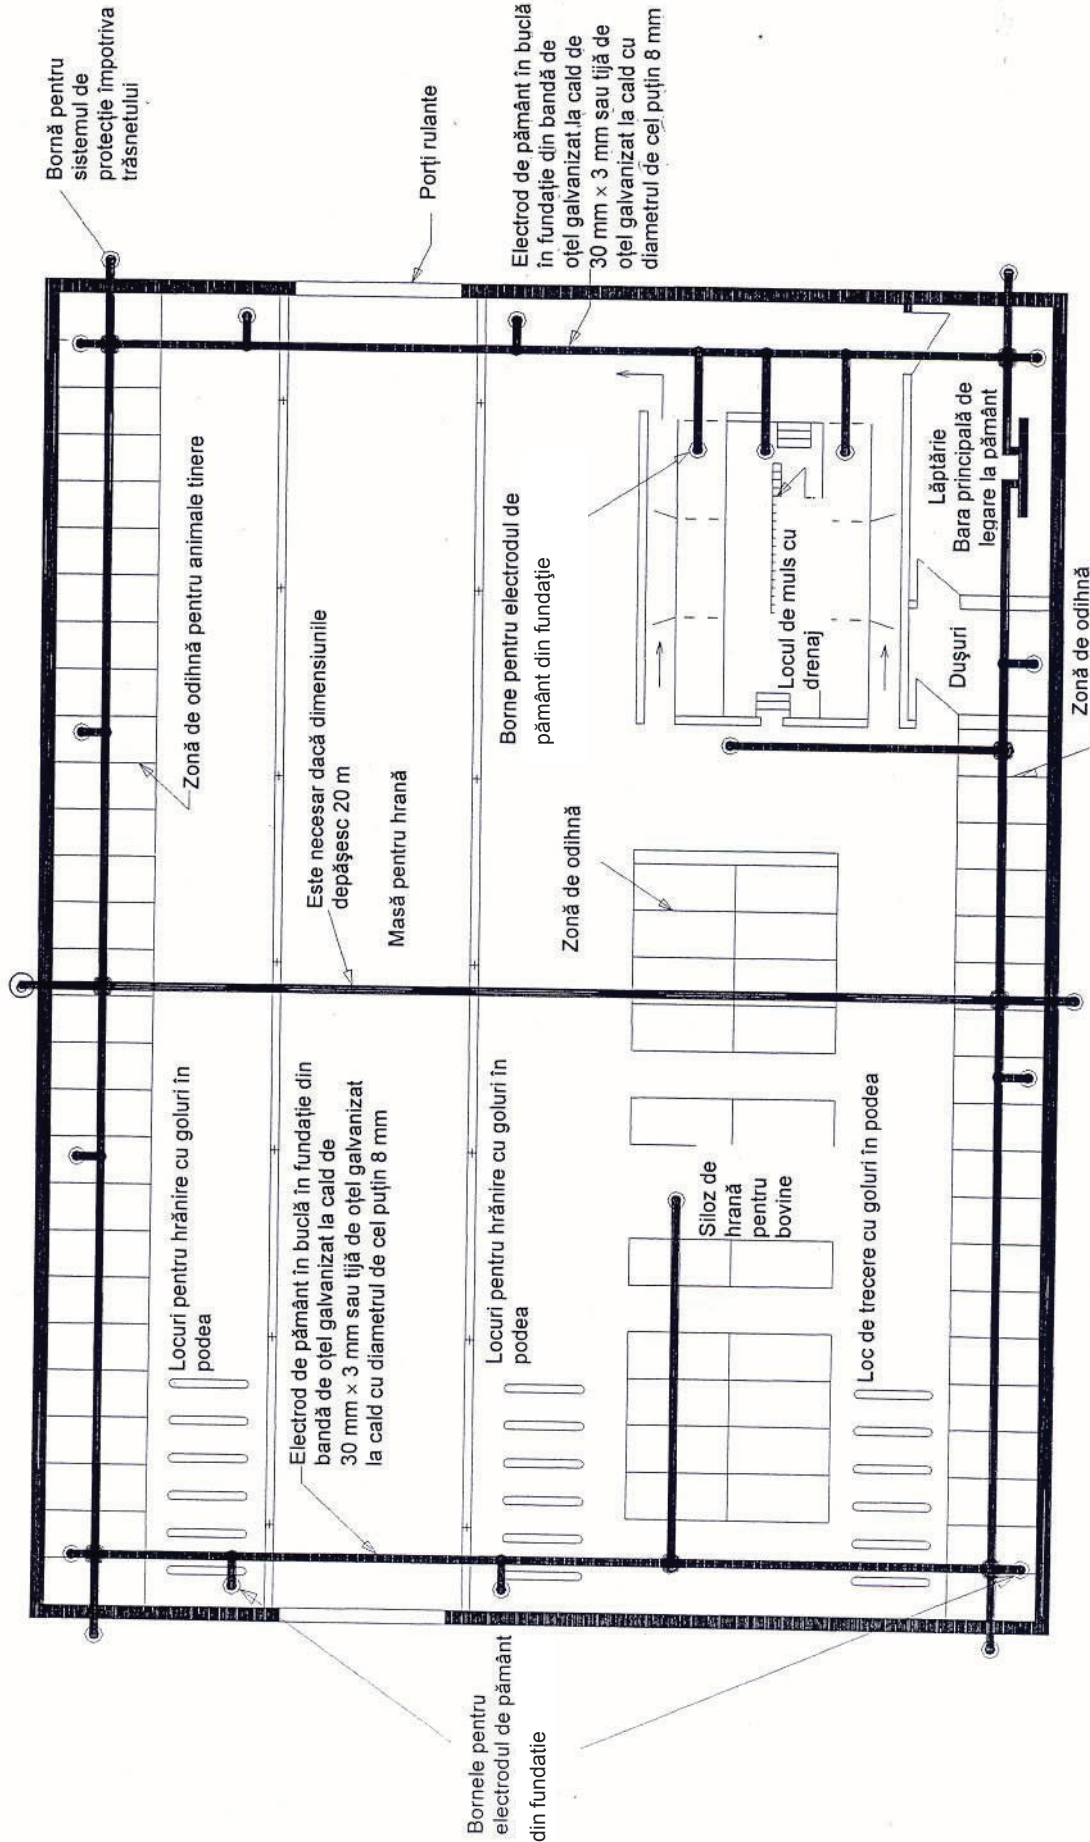 Bornă pentru
sistemul de
protecție împotriva
trăsnetului
Porți rulante
Electrod de pământ în buclă
în fundație din bandă de
oțel galvanizat la cald de
30 mm × 3 mm sau tijă de
oțel galvanizat la cald cu
diametrul de cel puțin 8 mm
Zonă de odihnă pentru animale tinere
Este necesar dacă dimensiunile
depăşesc 20 m
Masă pentru hrană
Borne pentru electrodul de
pământ din fundaţie
Locul de muls cu
drenaj
Lăptărie
Bara principală de
legare la pământ
Duşuri
Zonă de odihnă
Zonă de odihnă
Locuri pentru hrănire cu goluri în
podea
Electrod de pământ în buclă în fundație din
bandă de oțel galvanizat la cald de
30 mm × 3 mm sau tijă de oțel galvanizat
la cald cu diametrul de cel puțin 8 mm
Locuri pentru hrănire cu goluri în
podea
Siloz de
hrană
pentru
bovine
Loc de trecere cu goluri în podea
Bornele pentru
electrodul de pământ
din fundatie